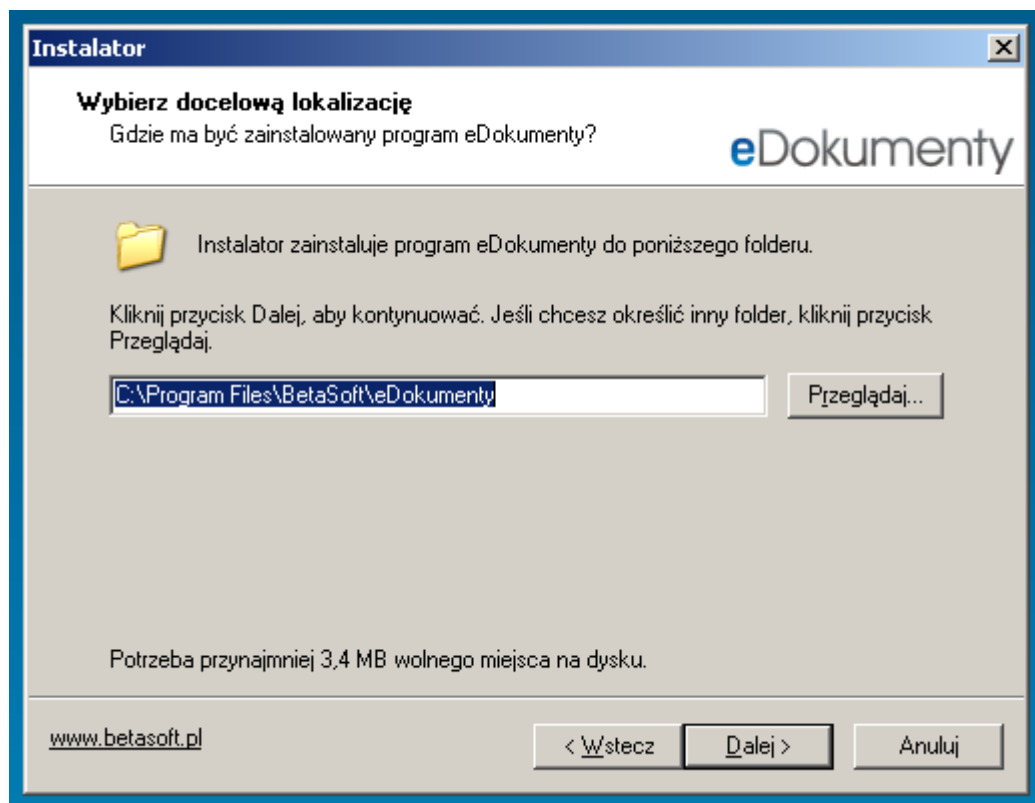 Instalator
Wybierz docelową lokalizację
Gdzie ma być zainstalowany program eDokumenty?
eDokumenty
Instalator zainstaluje program eDokumenty do poniższego folderu.
Kliknij przycisk Dalej, aby kontynuować. Jeśli chcesz określić inny folder, kliknij przycisk
Przeglądaj.
C:\Program Files\BetaSoft\eDokumenty
Przeglądaj...
Potrzeba przynajmniej 3,4 MB wolnego miejsca na dysku.
www.betasoft.pl
< Wstecz
Dalej >
Anuluj